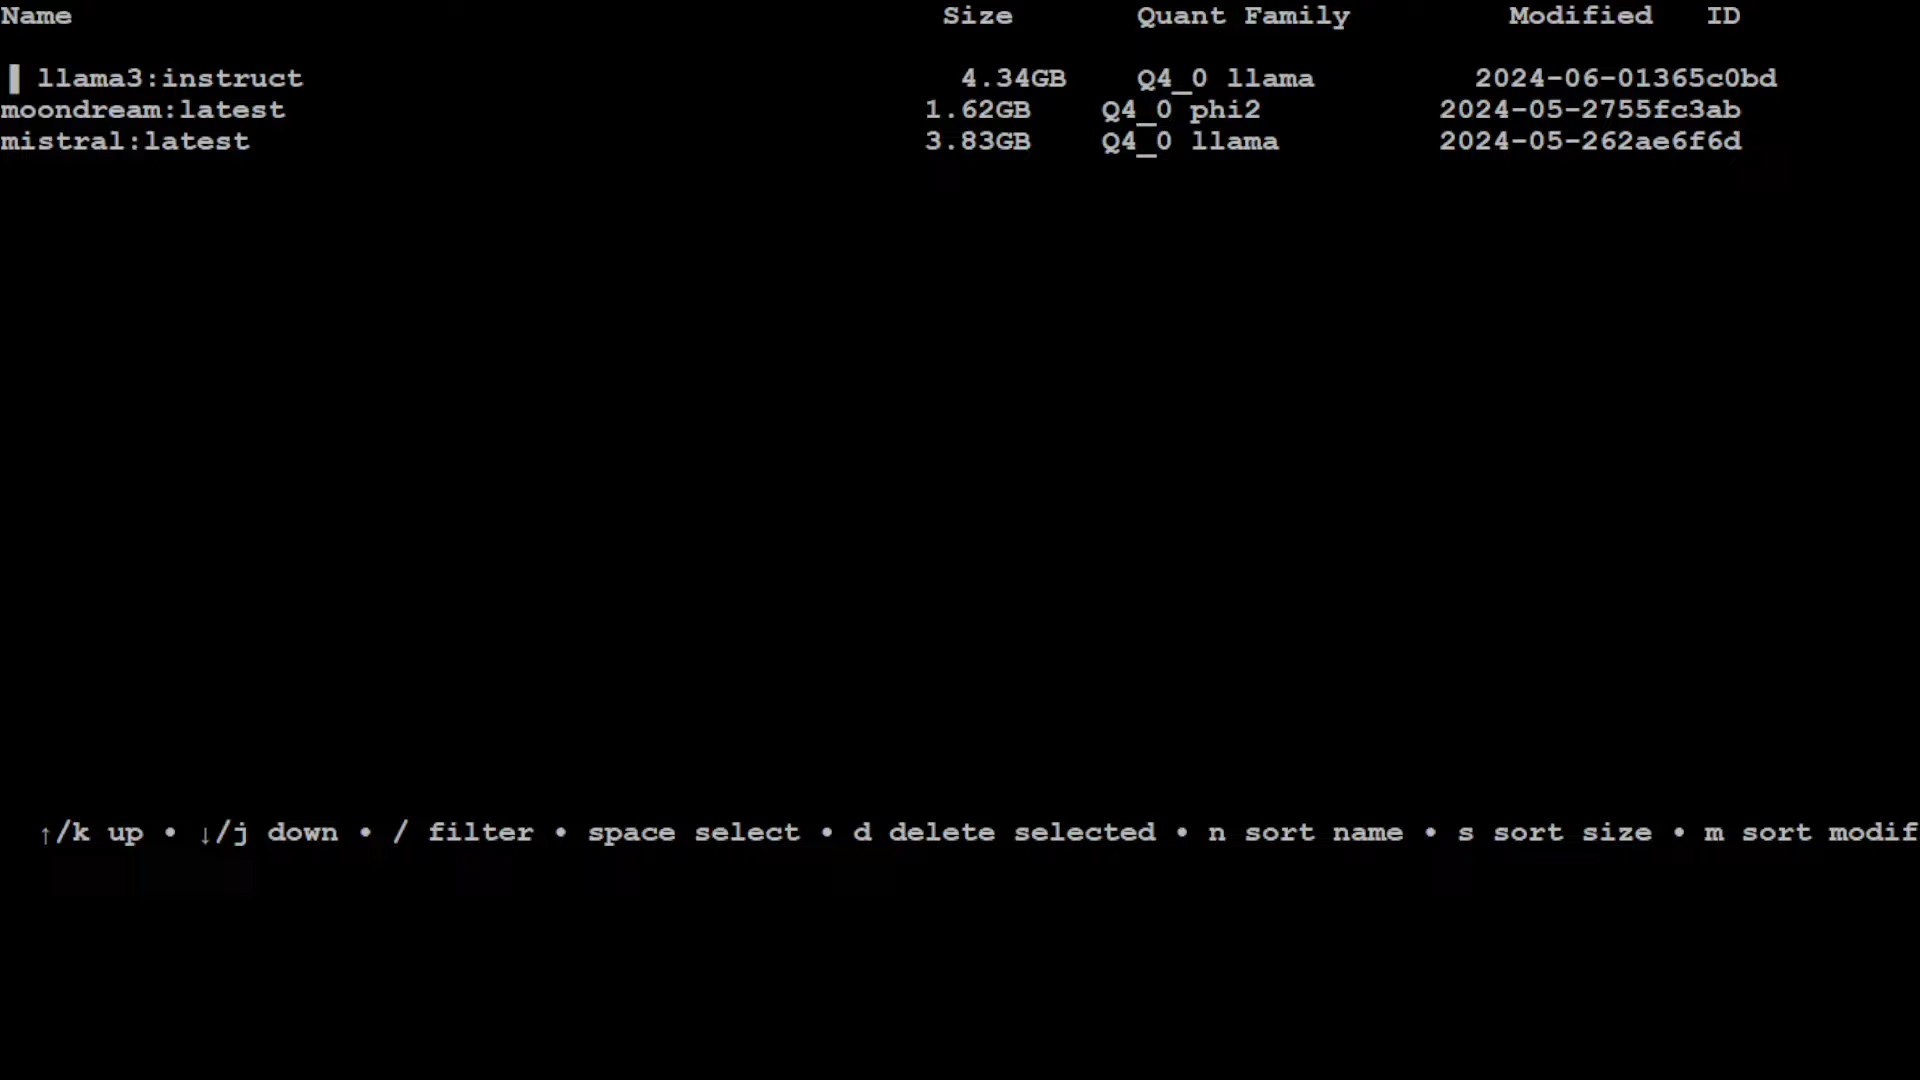 Name Size Quant Family Modified ID
llama3:instruct 4.34GB Q4_0 llama 2024-06-01365c0bd
moondream:latest 1.62GB Q4_0 phi2 2024-05-2755fc3ab
mistral:latest 3.83GB Q4_0 llama 2024-05-262ae6f6d
↑/k up • ↓/j down • / filter • space select • d delete selected • n sort name • s sort size • m sort modif